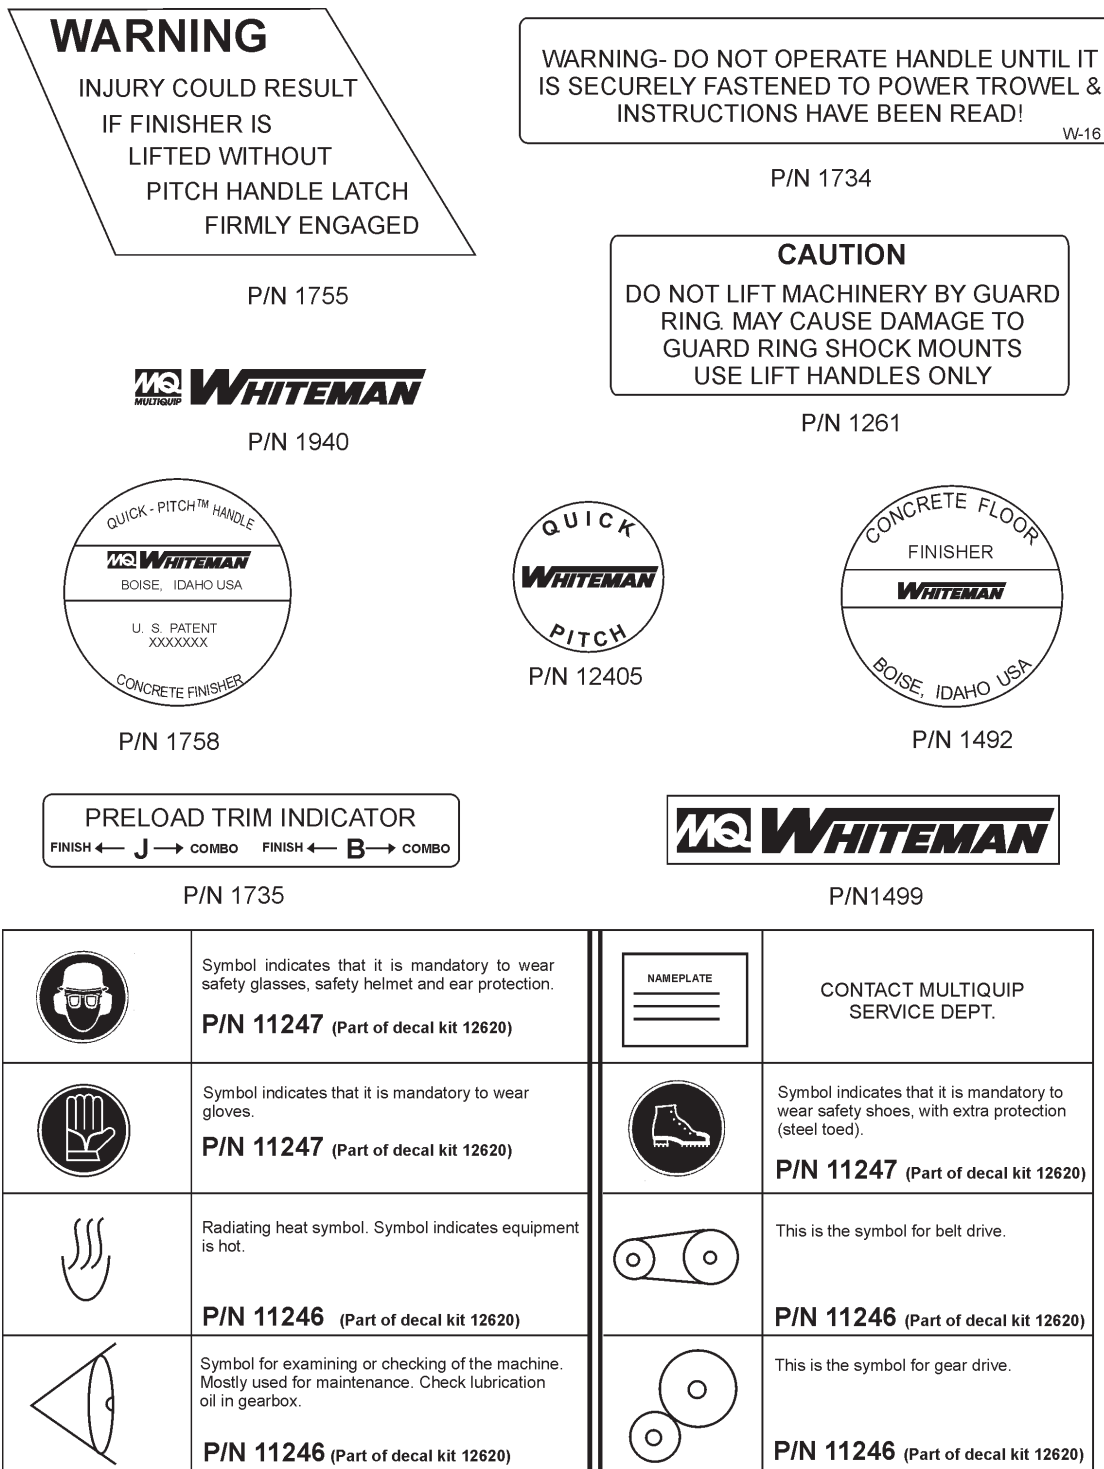 WARNING
INJURY COULD RESULT
IF FINISHER IS
LIFTED WITHOUT
PITCH HANDLE LATCH
FIRMLY ENGAGED
P/N 1755
WARNING- DO NOT OPERATE HANDLE UNTIL IT
IS SECURELY FASTENED TO POWER TROWEL &
INSTRUCTIONS HAVE BEEN READ!
W-16
P/N 1734
CAUTION
DO NOT LIFT MACHINERY BY GUARD
RING. MAY CAUSE DAMAGE TO
GUARD RING SHOCK MOUNTS
USE LIFT HANDLES ONLY
P/N 1261
MQ WHITEMAN
MULTIQUIP
P/N 1940
QUICK - PITCH™ HANDLE
MQ WHITEMAN
BOISE, IDAHO USA
U. S. PATENT
XXXXXXX
CONCRETE FINISHER
P/N 1758
QUICK
WHITEMAN
PITCH
P/N 12405
CONCRETE FLOOR
FINISHER
WHITEMAN
BOISE, IDAHO USA
P/N 1492
PRELOAD TRIM INDICATOR
FINISH ← J → COMBO FINISH ← B → COMBO
P/N 1735
MQ WHITEMAN
P/N1499
Symbol indicates that it is mandatory to wear
safety glasses, safety helmet and ear protection.
P/N 11247 (Part of decal kit 12620)
NAMEPLATE
CONTACT MULTIQUIP
SERVICE DEPT.
Symbol indicates that it is mandatory to wear
gloves.
P/N 11247 (Part of decal kit 12620)
Symbol indicates that it is mandatory to
wear safety shoes, with extra protection
(steel toed).
P/N 11247 (Part of decal kit 12620)
Radiating heat symbol. Symbol indicates equipment
is hot.
P/N 11246 (Part of decal kit 12620)
This is the symbol for belt drive.
P/N 11246 (Part of decal kit 12620)
Symbol for examining or checking of the machine.
Mostly used for maintenance. Check lubrication
oil in gearbox.
P/N 11246 (Part of decal kit 12620)
This is the symbol for gear drive.
P/N 11246 (Part of decal kit 12620)